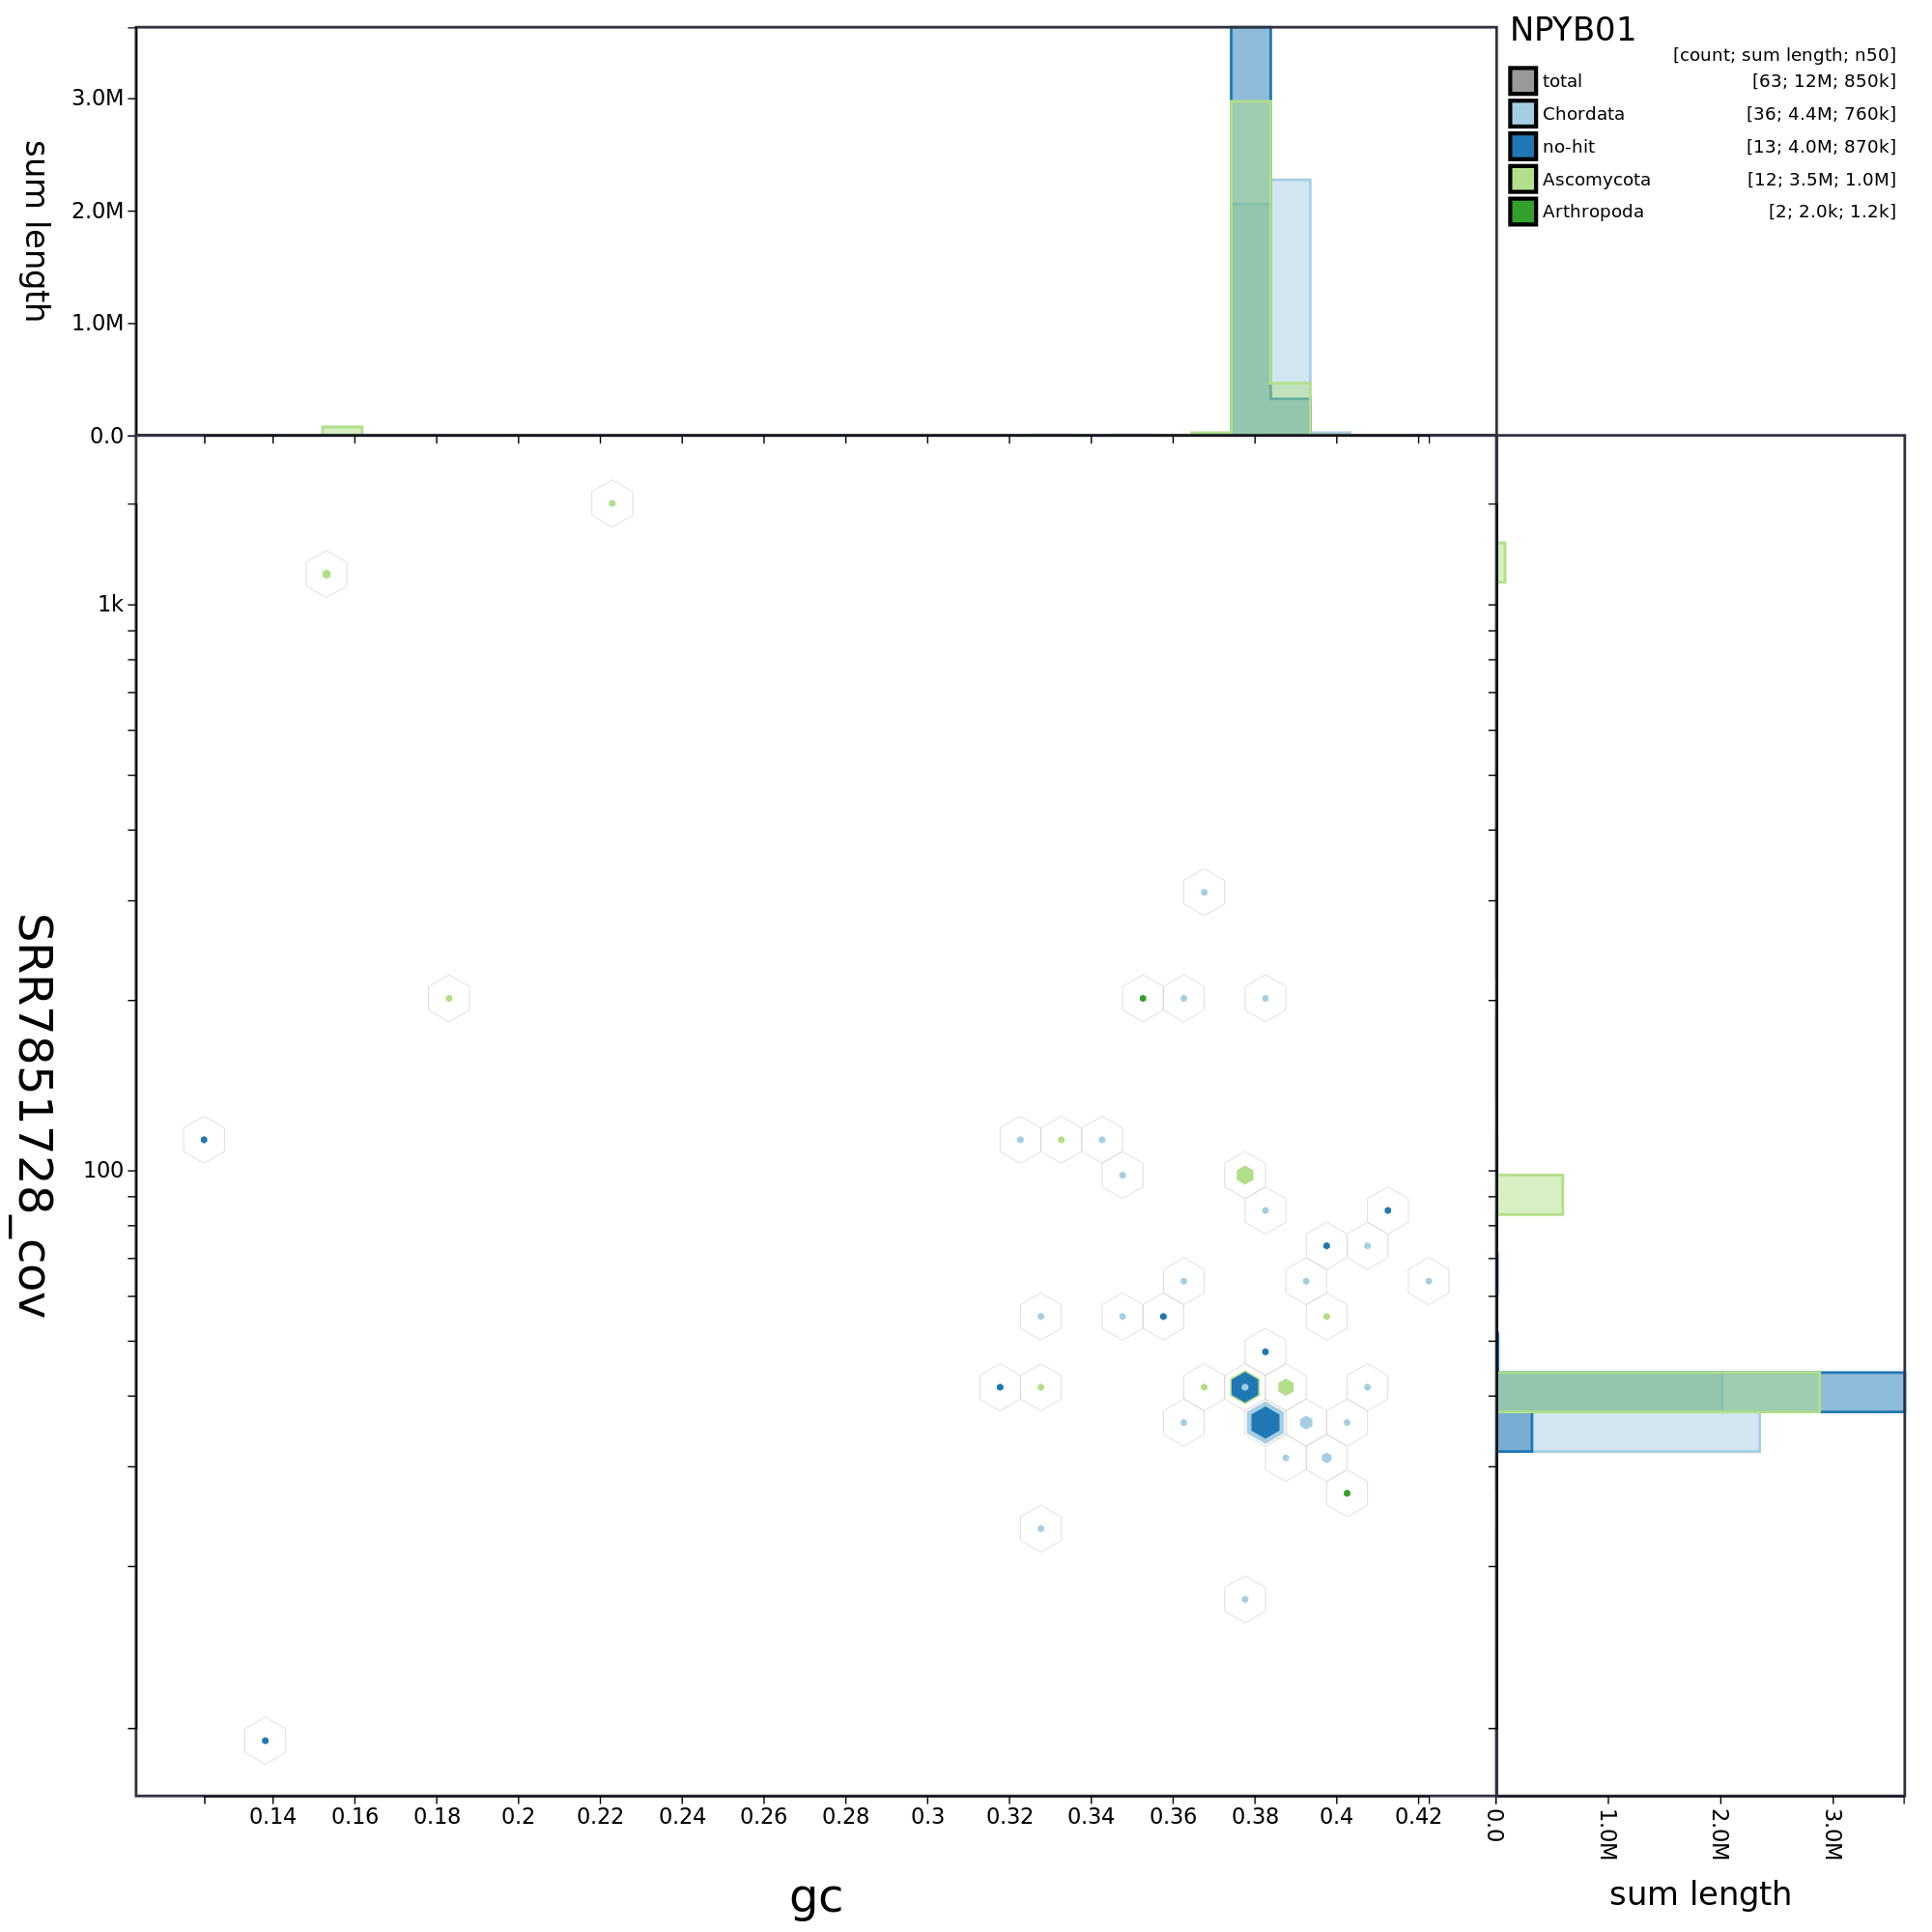 NPYB01
[count; sum length; n50]
total [63; 12M; 850k]
Chordata [36; 4.4M; 760k]
no-hit [13; 4.0M; 870k]
Ascomycota [12; 3.5M; 1.0M]
Arthropoda [2; 2.0k; 1.2k]
sum length
3.0M
2.0M
1.0M
0.0
SRR7851728_cov
1k
100
0.14 0.16 0.18 0.2 0.22 0.24 0.26 0.28 0.3 0.32 0.34 0.36 0.38 0.4 0.42
gc
0.0 1.0M 2.0M 3.0M
sum length